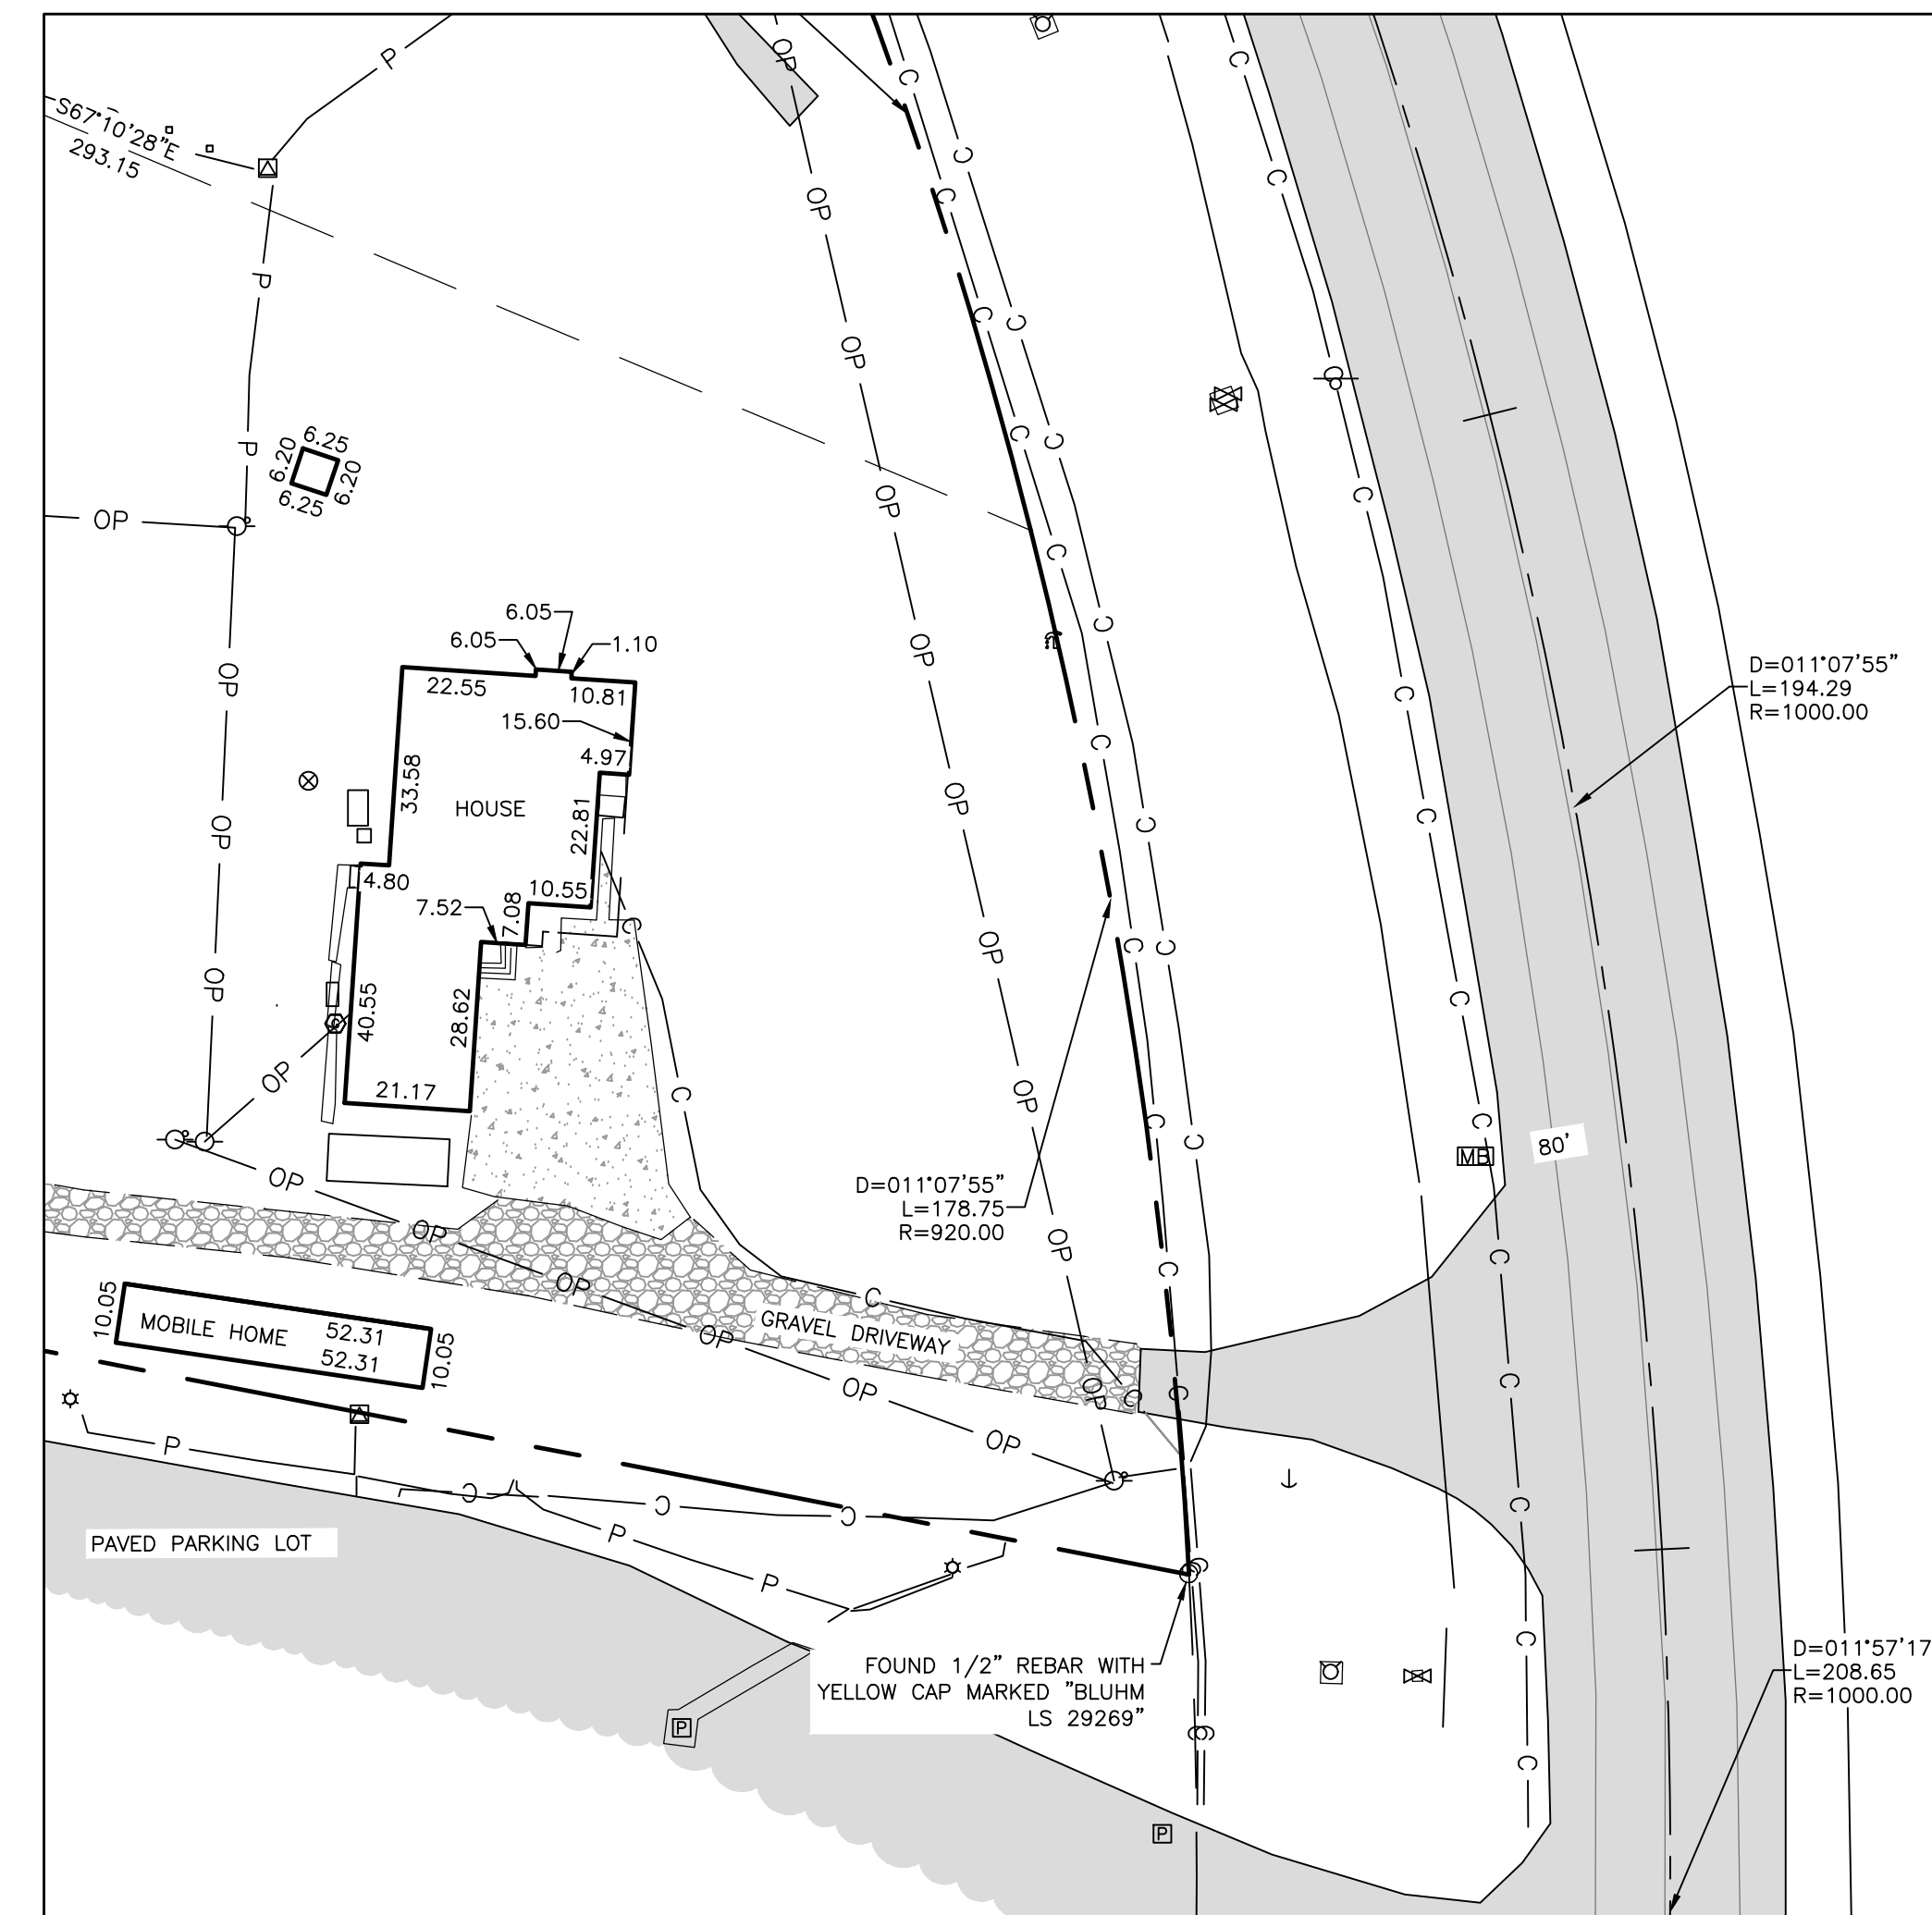 P
OP
C
C
C
S67°10'28"E
293.15
C
C
OP
C
C
P
C
C
OP
C
P
6.25
6.20
6.20
6.25
C
C
C
OP
C
OP
C
6.05
6.05
1.10
C
OP
OP
D=011°07'55"
L=194.29
R=1000.00
22.55
10.81
15.60
4.97
C
C
33.58
HOUSE
22.81
OP
C
C
OP
4.80
10.55
7.52
7.08
C
OP
C
C
OP
C
40.55
28.62
21.17
OP
C
OP
C
C
C
MB
80'
OP
D=011°07'55"
L=178.75
R=920.00
OP
OP
C
C
OP
C
10.05
MOBILE HOME
52.31
52.31
10.05
GRAVEL DRIVEWAY
OP
OP
OP
C
C
C
OP
P
C
C
C
C
P
PAVED PARKING LOT
P
C
C
FOUND 1/2" REBAR WITH
YELLOW CAP MARKED "BLUHM
LS 29269"
D=011°57'17
L=208.65
R=1000.00
P
C
C
C
P